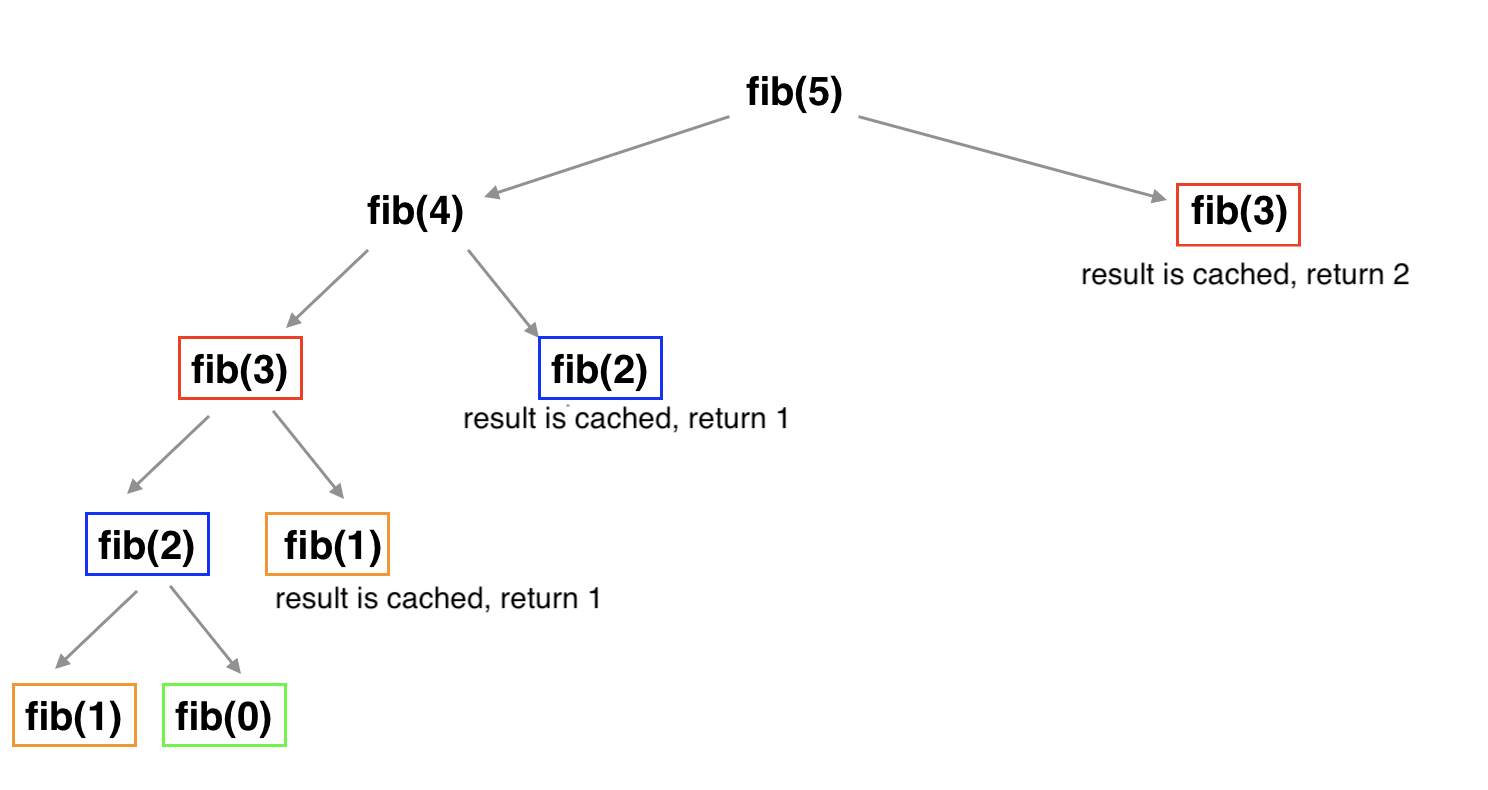 fib(5)
fib(4)
fib(3)
result is cached, return 2
fib(3)
fib(2)
result is cached, return 1
fib(2)
fib(1)
result is cached, return 1
fib(1)
fib(0)